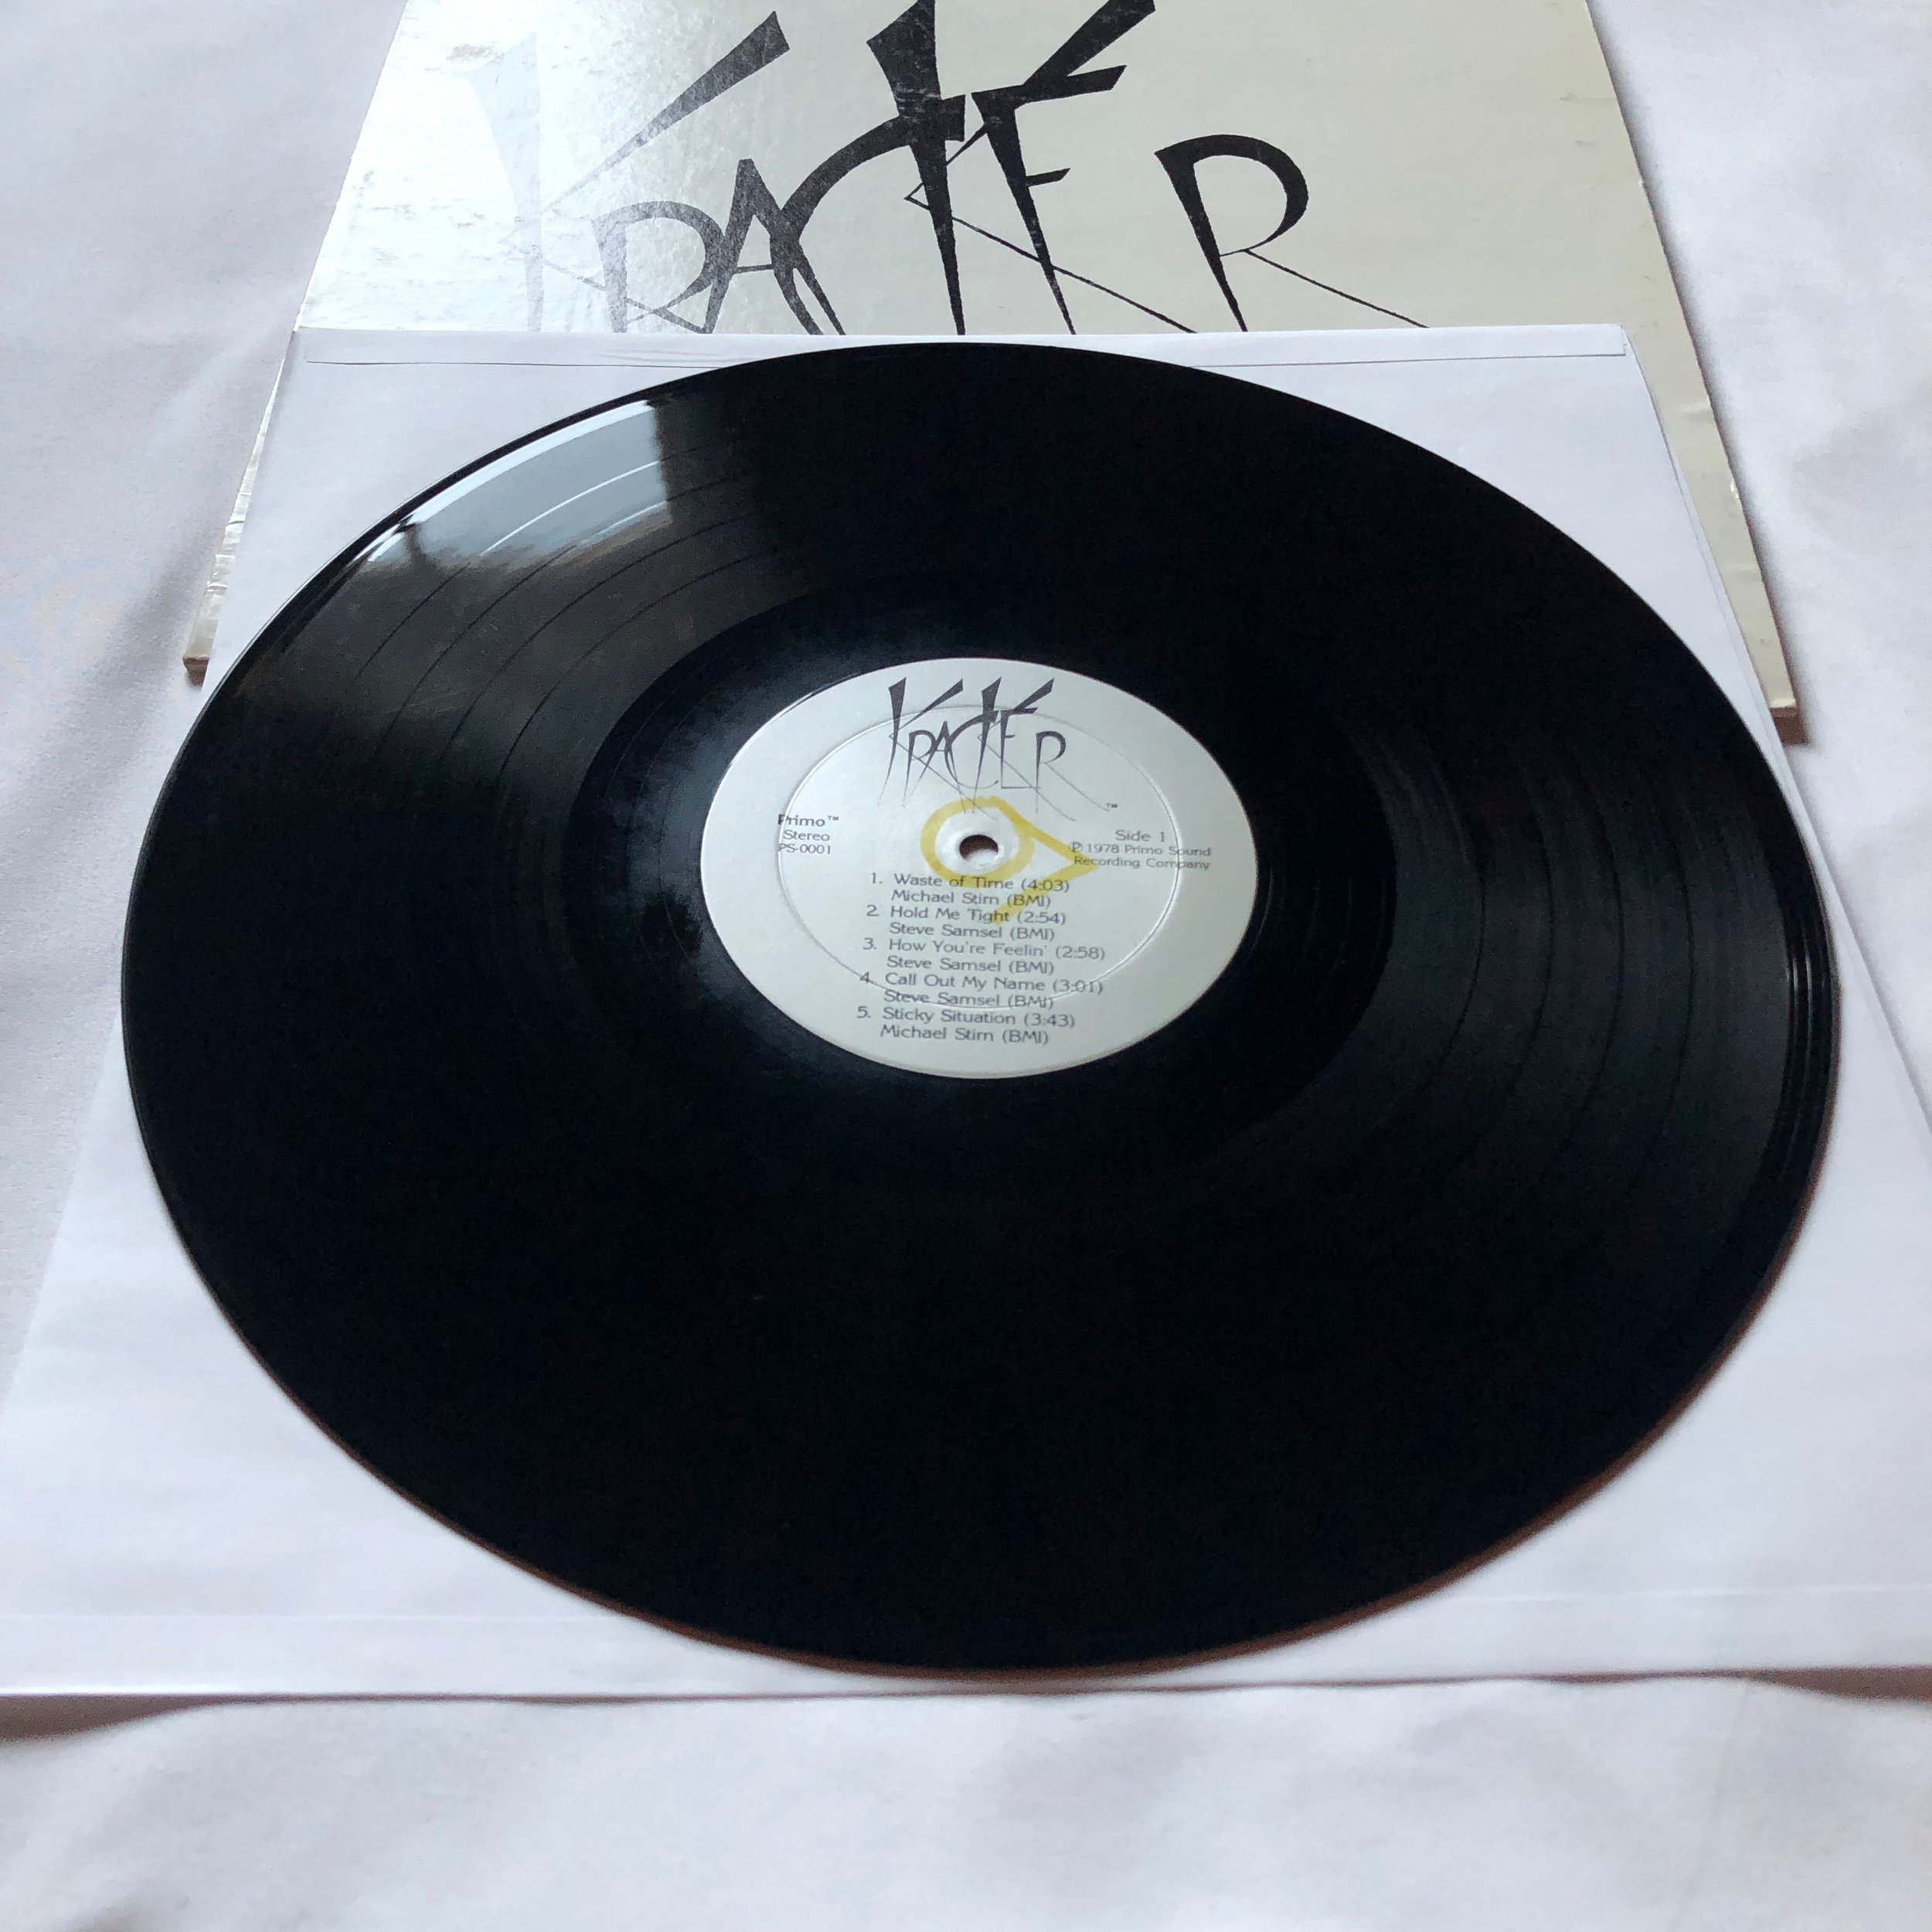 KRACKER
KRACKER ™
Primo™
Stereo
PS-0001
Side 1
℗ 1978 Primo Sound
Recording Company
1. Waste of Time (4:03)
Michael Stirn (BMI)
2. Hold Me Tight (2:54)
Steve Samsel (BMI)
3. How You're Feelin' (2:58)
Steve Samsel (BMI)
4. Call Out My Name (3:01)
Steve Samsel (BMI)
5. Sticky Situation (3:43)
Michael Stirn (BMI)